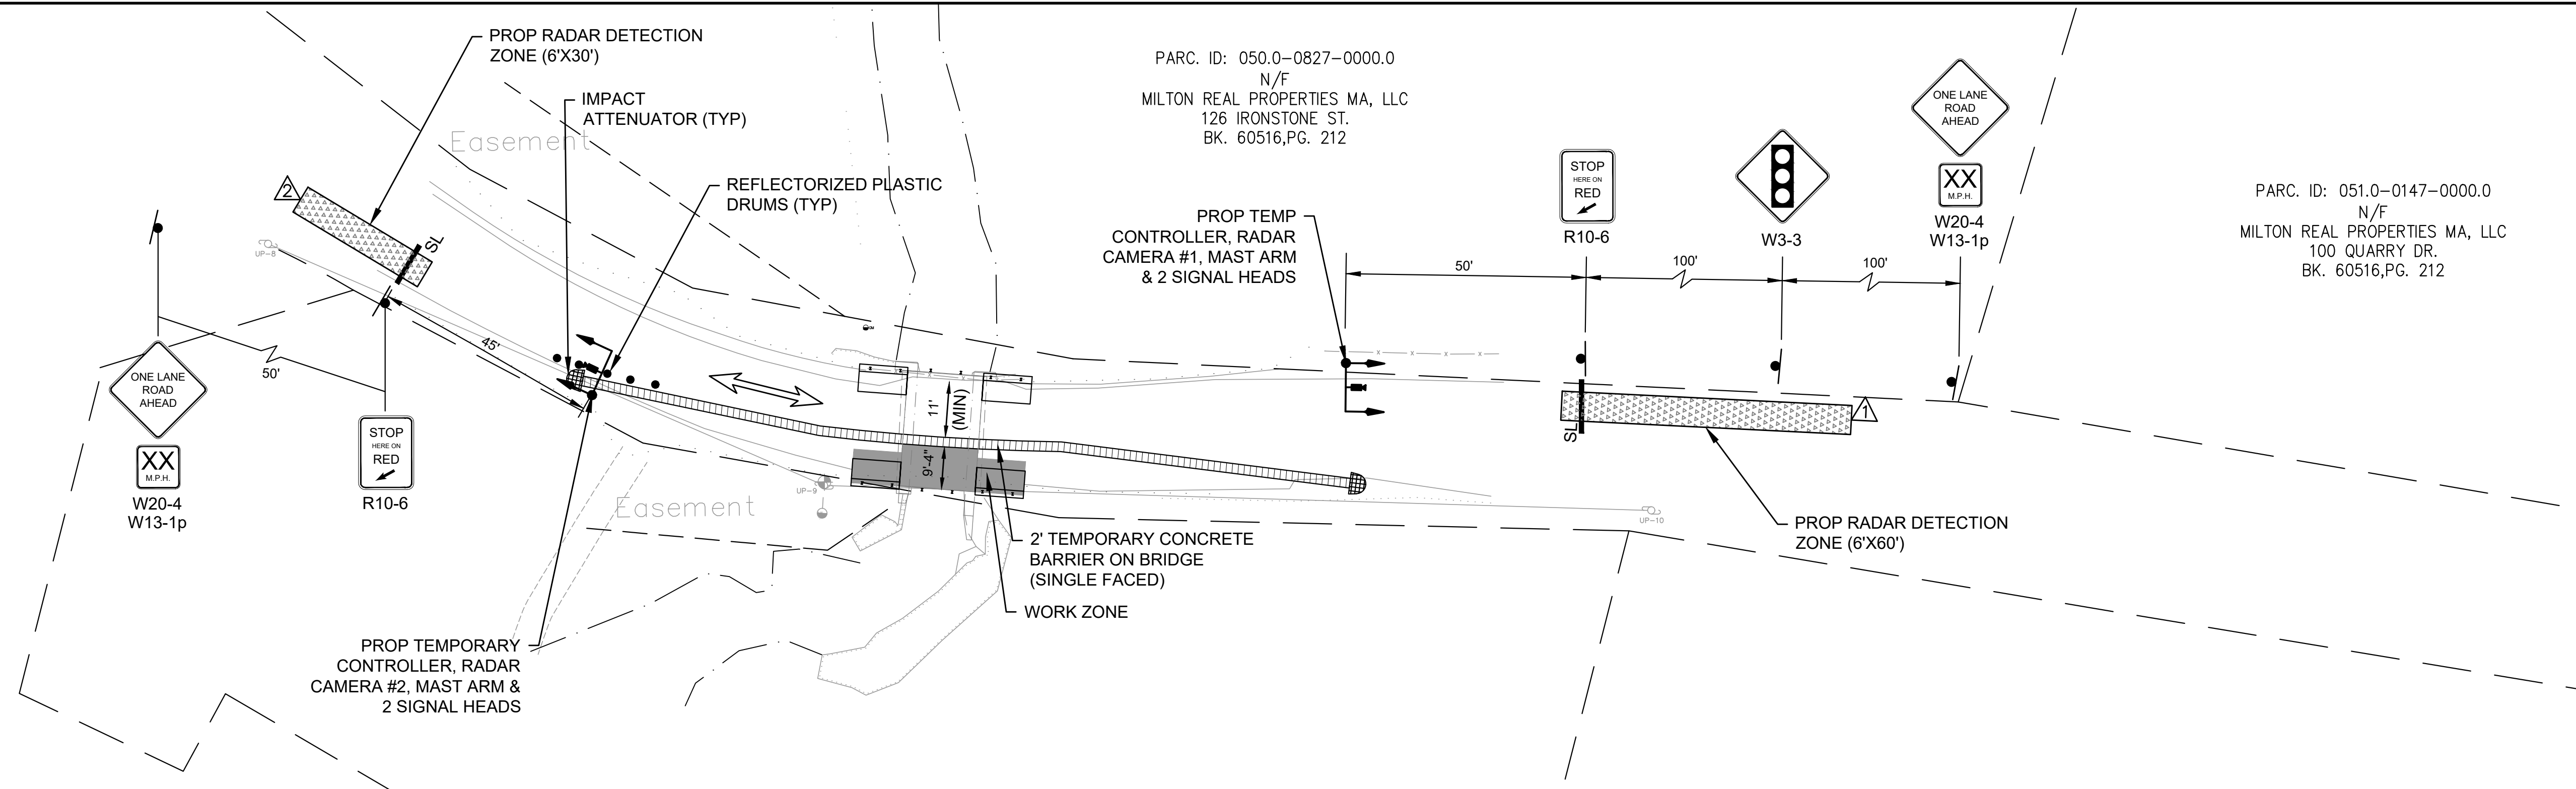 PROP RADAR DETECTION
ZONE (6'X30')
IMPACT
ATTENUATOR (TYP)
Easement
REFLECTORIZED PLASTIC
DRUMS (TYP)
PARC. ID: 050.0-0827-0000.0
N/F
MILTON REAL PROPERTIES MA, LLC
126 IRONSTONE ST.
BK. 60516,PG. 212
PROP TEMP
CONTROLLER, RADAR
CAMERA #1, MAST ARM
& 2 SIGNAL HEADS
STOP
HERE ON
RED
R10-6
W3-3
ONE LANE
ROAD
AHEAD
XX
M.P.H.
W20-4
W13-1p
PARC. ID: 051.0-0147-0000.0
N/F
MILTON REAL PROPERTIES MA, LLC
100 QUARRY DR.
BK. 60516,PG. 212
50'
100'
100'
2
SL
UP-8
45'
50'
ONE LANE
ROAD
AHEAD
XX
M.P.H.
W20-4
W13-1p
STOP
HERE ON
RED
R10-6
11'
(MIN)
9'-4"
UP-9
Easement
SL
1
UP-10
PROP RADAR DETECTION
ZONE (6'X60')
2' TEMPORARY CONCRETE
BARRIER ON BRIDGE
(SINGLE FACED)
WORK ZONE
PROP TEMPORARY
CONTROLLER, RADAR
CAMERA #2, MAST ARM &
2 SIGNAL HEADS